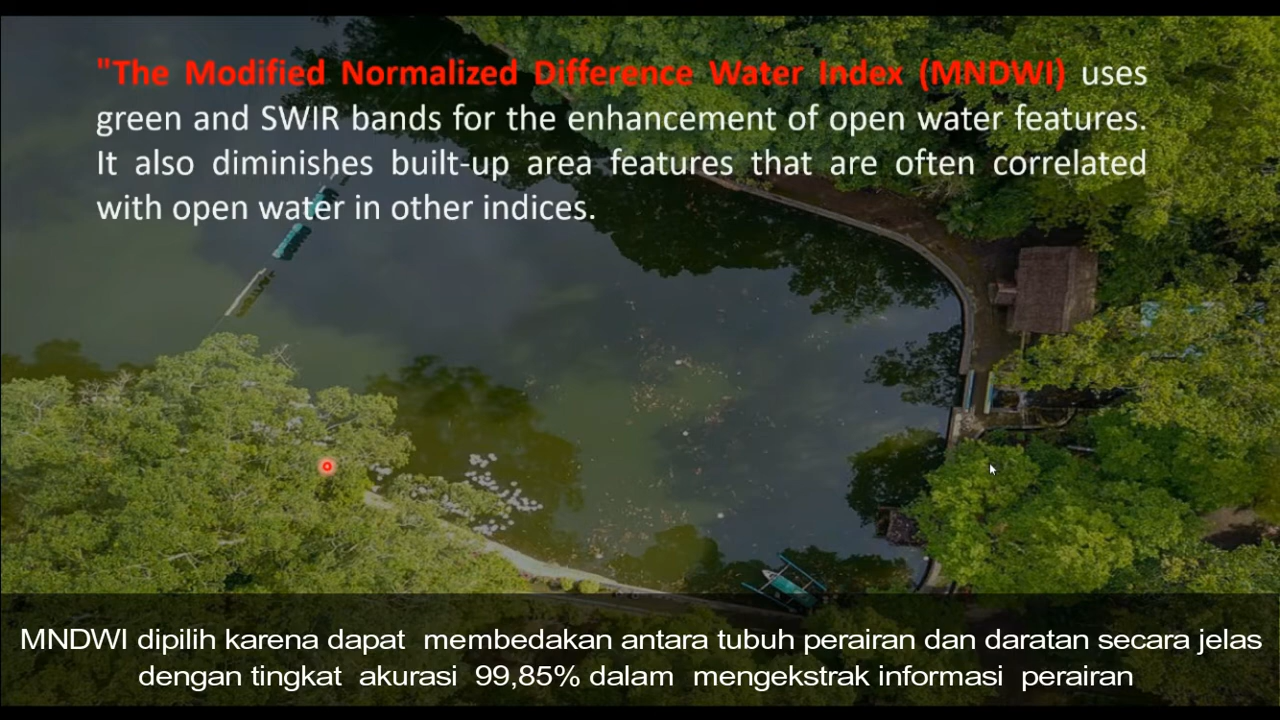 "The Modified Normalized Difference Water Index (MNDWI) uses
green and SWIR bands for the enhancement of open water features.
It also diminishes built-up area features that are often correlated
with open water in other indices.
MNDWI dipilih karena dapat membedakan antara tubuh perairan dan daratan secara jelas
dengan tingkat akurasi 99,85% dalam mengekstrak informasi perairan